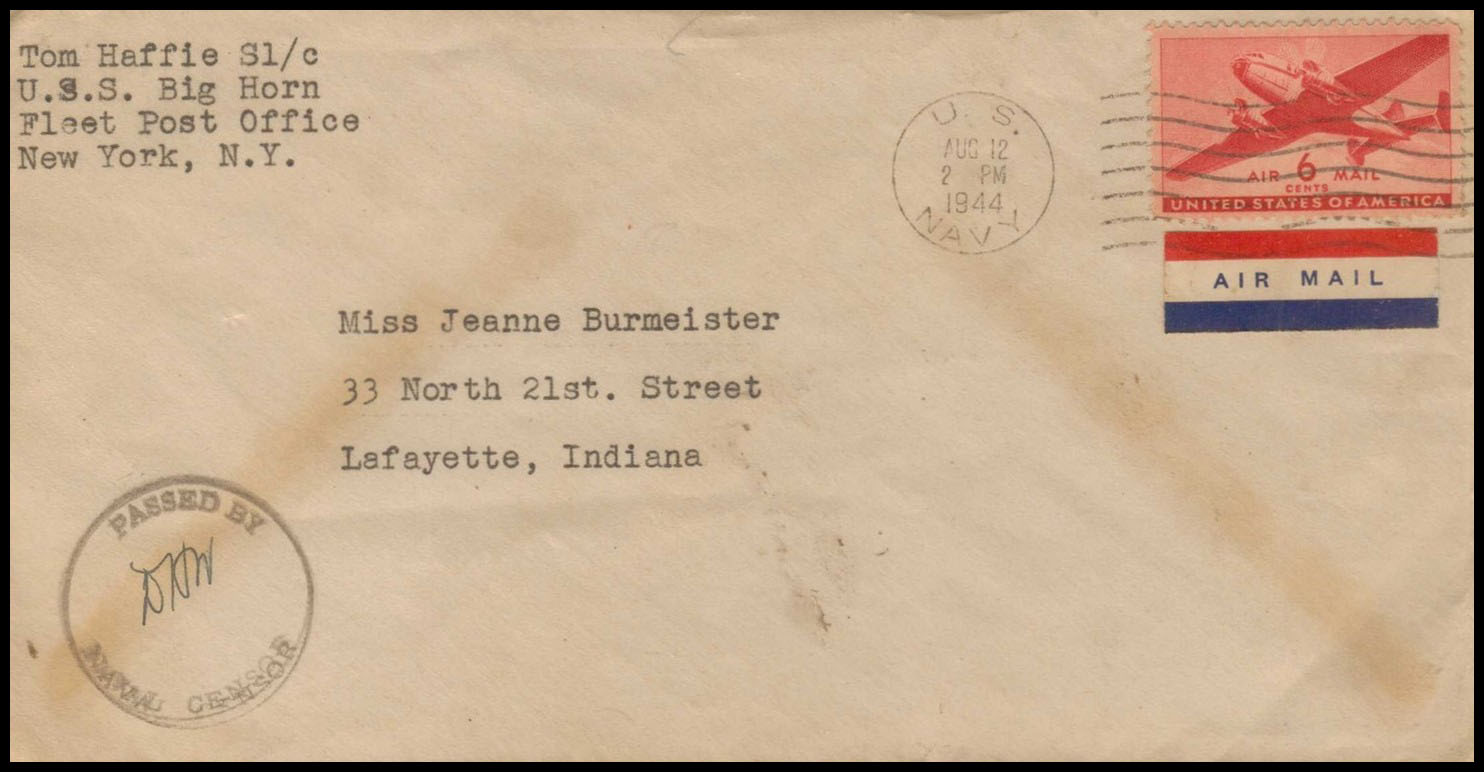 Tom Haffie S1/c
U.S.S. Big Horn
Fleet Post Office
New York, N.Y.
U. S.
AUG 12
2 PM
1944
NAVY
AIR 6 MAIL
CENTS
UNITED STATES OF AMERICA
AIR MAIL
Miss Jeanne Burmeister
33 North 21st. Street
Lafayette, Indiana
PASSED BY
DHW
NAVAL CENSOR